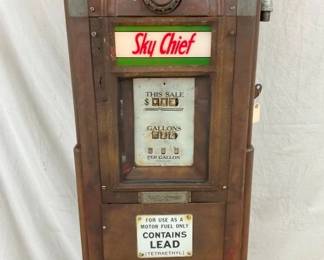 Sky Chief
THIS SALE
$
GALLONS
PER GALLON
FOR USE AS A
MOTOR FUEL ONLY
CONTAINS
LEAD
(TETRAETHYL)